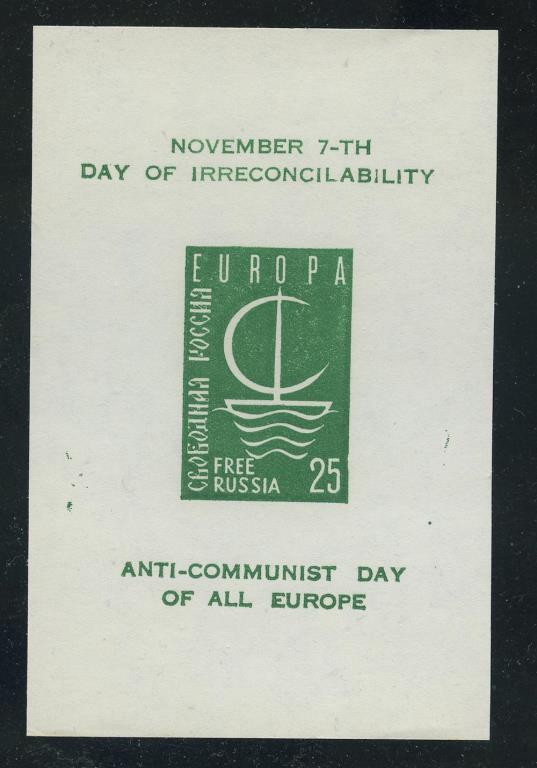 NOVEMBER 7-TH
DAY OF IRRECONCILABILITY
EUROPA
СВОБОДНАЯ РОССИЯ
FREE
RUSSIA
25
ANTI-COMMUNIST DAY
OF ALL EUROPE